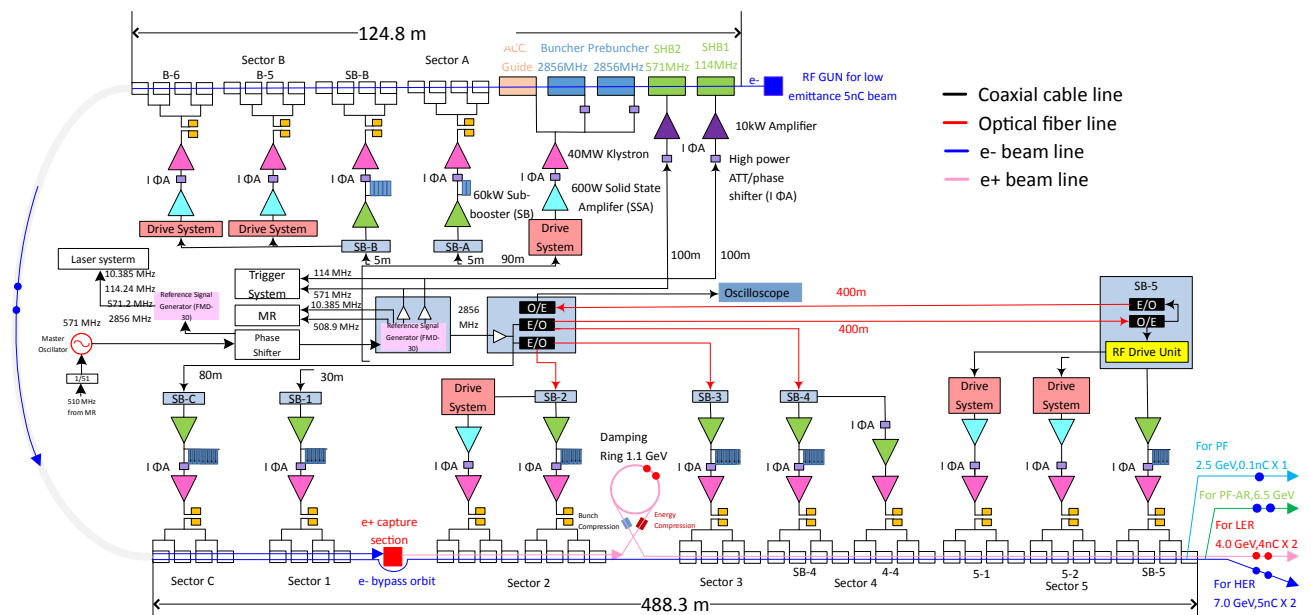 124.8 m
Sector B
B-6
B-5
SB-B
Sector A
ACC.
Guide
Buncher
2856MHz
Prebuncher
2856MHz
SHB2
571MHz
SHB1
114MHz
e-
RF GUN for low
emittance 5nC beam
Coaxial cable line
Optical fiber line
e- beam line
e+ beam line
40MW Klystron
10kW Amplifier
I ΦA
High power
ATT/phase
shifter (I ΦA)
I ΦA
I ΦA
I ΦA
I ΦA
I ΦA
I ΦA
60kW Sub-
booster (SB)
600W Solid State
Amplifer (SSA)
Drive System
Drive System
Drive
System
SB-B
SB-A
5m
5m
90m
100m
100m
Laser systerm
10.385 MHz
114.24 MHz
571.2 MHz
2856 MHz
Reference Signal
Generator (FMD-
30)
Trigger
System
MR
Phase
Shifter
114 MHz
571 MHz
10.385 MHz
508.9 MHz
Reference Signal
Generator (FMD-
30)
2856
MHz
O/E
E/O
E/O
Oscilloscope
400m
400m
SB-5
E/O
O/E
RF Drive Unit
571 MHz
Master
Oscillator
1/51
510 MHz
from MR
80m
30m
SB-C
SB-1
Drive
System
SB-2
SB-3
SB-4
Drive
System
Drive
System
I ΦA
I ΦA
I ΦA
I ΦA
I ΦA
I ΦA
I ΦA
Damping
Ring 1.1 GeV
Bunch
Compression
Energy
Compression
e+ capture
section
e- bypass orbit
For PF
2.5 GeV,0.1nC X 1
For PF-AR,6.5 GeV
For LER
4.0 GeV,4nC X 2
For HER
7.0 GeV,5nC X 2
Sector C
Sector 1
Sector 2
Sector 3
SB-4
Sector 4
4-4
5-1
5-2
Sector 5
SB-5
488.3 m